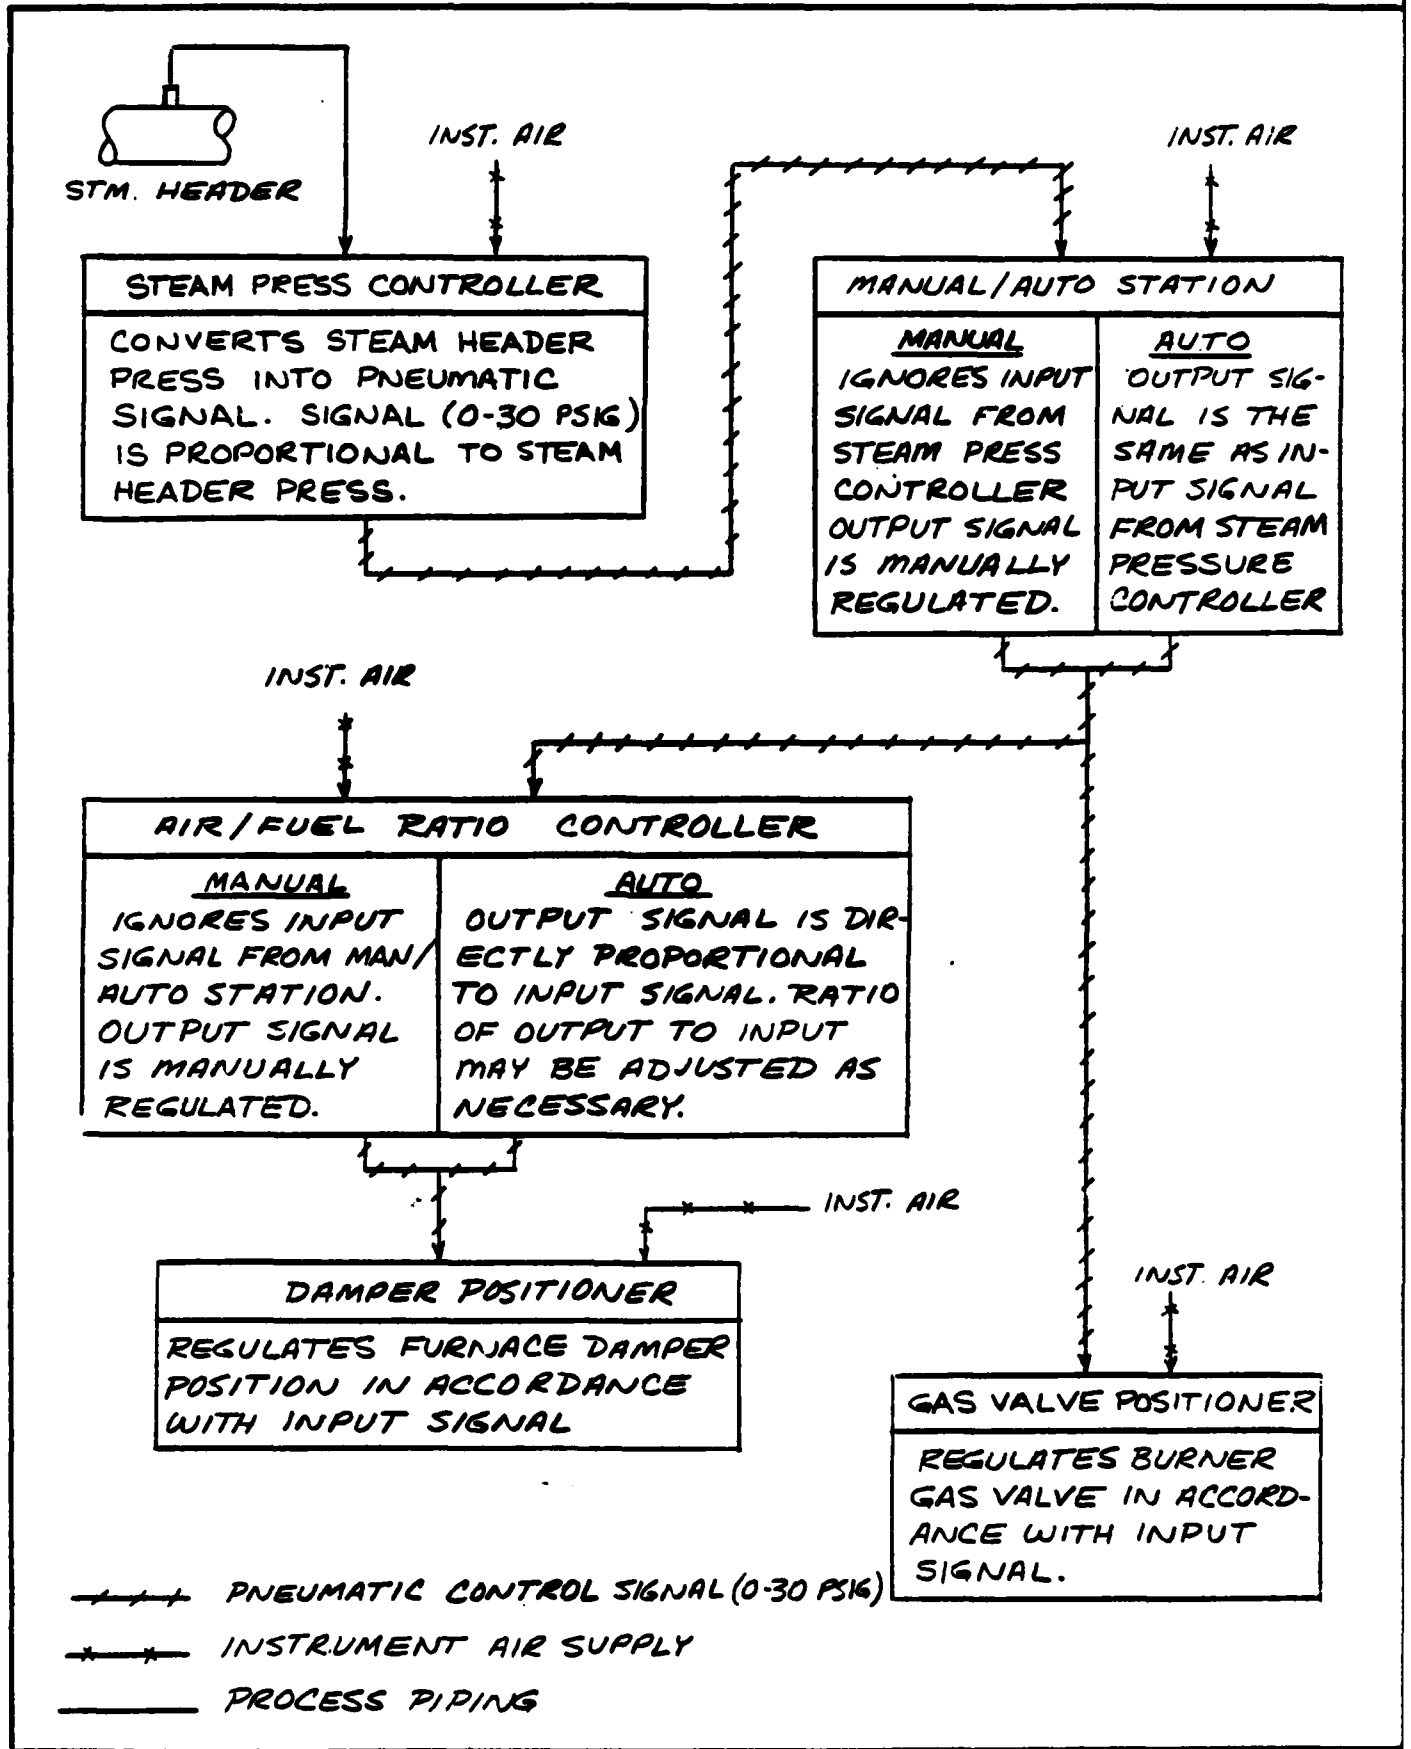 INST. AIR
INST. AIR
STM. HEADER
STEAM PRESS CONTROLLER
CONVERTS STEAM HEADER
PRESS INTO PNEUMATIC
SIGNAL. SIGNAL (0-30 PSIG)
IS PROPORTIONAL TO STEAM
HEADER PRESS.
MANUAL/AUTO STATION
MANUAL
IGNORES INPUT
SIGNAL FROM
STEAM PRESS
CONTROLLER
OUTPUT SIGNAL
IS MANUALLY
REGULATED.
AUTO
OUTPUT SIG-
NAL IS THE
SAME AS IN-
PUT SIGNAL
FROM STEAM
PRESSURE
CONTROLLER
INST. AIR
AIR/FUEL RATIO CONTROLLER
MANUAL
IGNORES INPUT
SIGNAL FROM MAN/
AUTO STATION.
OUTPUT SIGNAL
IS MANUALLY
REGULATED.
AUTO
OUTPUT SIGNAL IS DIR-
ECTLY PROPORTIONAL
TO INPUT SIGNAL. RATIO
OF OUTPUT TO INPUT
MAY BE ADJUSTED AS
NECESSARY.
INST. AIR
DAMPER POSITIONER
REGULATES FURNACE DAMPER
POSITION IN ACCORDANCE
WITH INPUT SIGNAL
INST. AIR
GAS VALVE POSITIONER
REGULATES BURNER
GAS VALVE IN ACCORD-
ANCE WITH INPUT
SIGNAL.
PNEUMATIC CONTROL SIGNAL (0-30 PSIG)
INSTRUMENT AIR SUPPLY
PROCESS PIPING